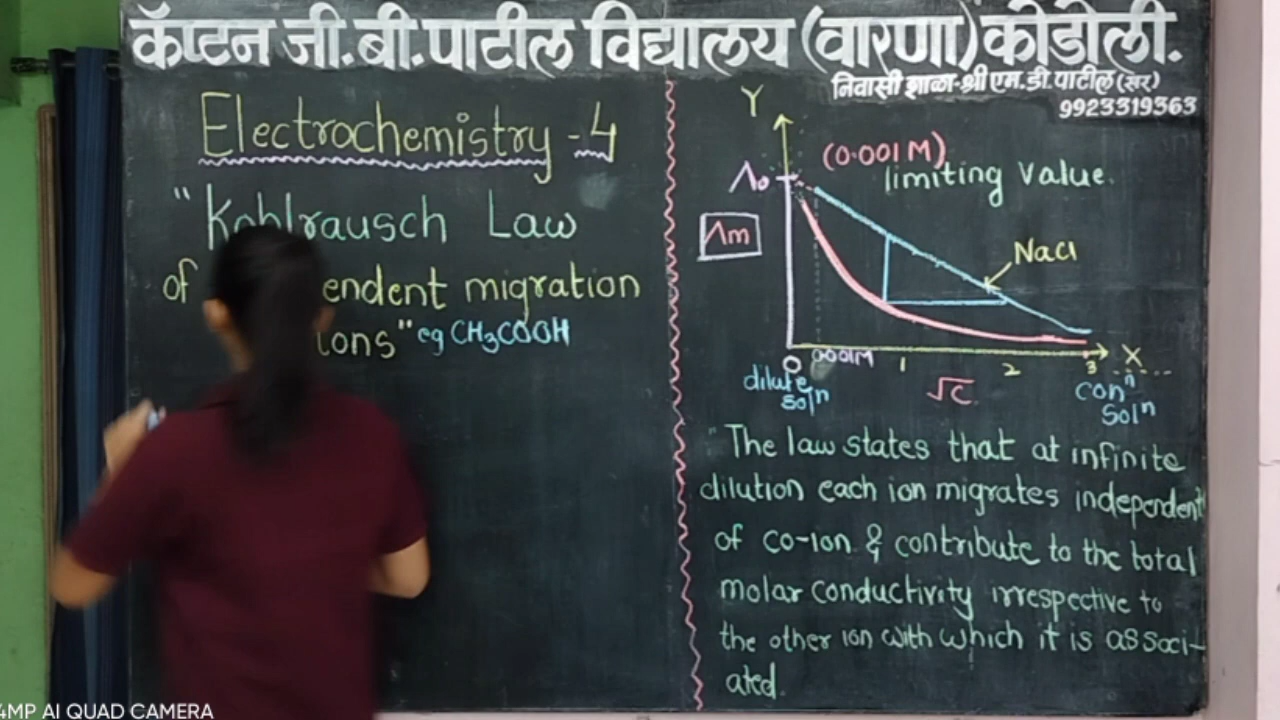 कॅप्टन जी.बी.पाटील विद्यालय (वारणा) कोडोली.
निवासी शाळा-श्री एम.डी.पाटील (सर)
9923319363
Electrochemistry -4
"Kohlrausch Law
of endent migration
ions" eg CH₃COOH
Y
(0.001 M)
limiting value.
Λo
Λm
NaCl
0 0.001M 1 2 3 X
dilute soln
√C
conⁿ solⁿ
"The law states that at infinite
dilution each ion migrates independent
of co-ion & contribute to the total
molar conductivity irrespective to
the other ion with which it is associ-
ated.
4MP AI QUAD CAMERA